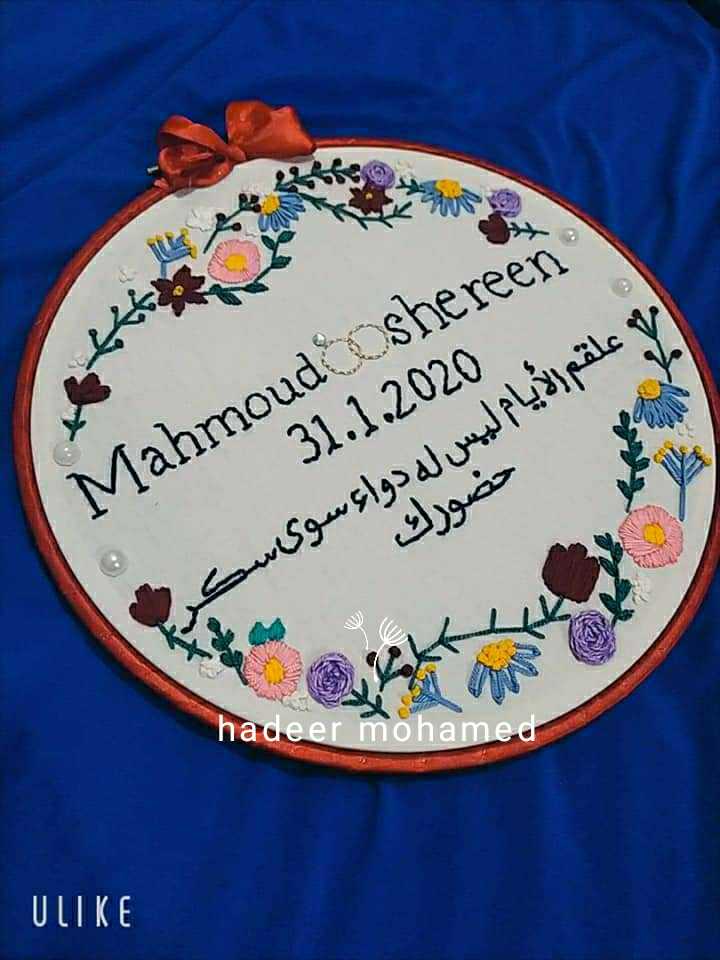 Mahmoud shereen
31.1.2020
علقم الأيام ليس له دواء سوى سكر
حضورك
hadeer mohamed
ULIKE